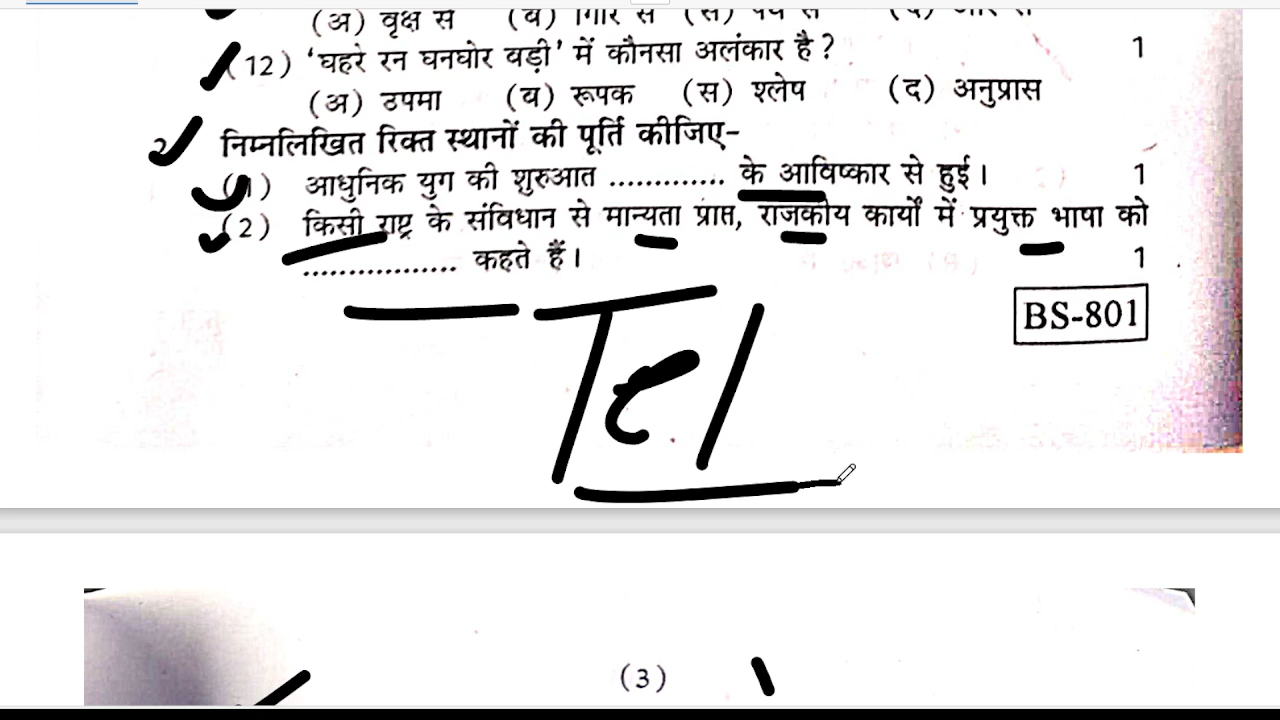 (अ) वृक्ष से (ब) गिरि से (स)
(12) 'घहरे रन घनघोर बड़ी' में कौनसा अलंकार है? 1
(अ) उपमा (ब) रूपक (स) श्लेष (द) अनुप्रास
2. निम्नलिखित रिक्त स्थानों की पूर्ति कीजिए-
(1) आधुनिक युग की शुरुआत ............. के आविष्कार से हुई। 1
(2) किसी राष्ट्र के संविधान से मान्यता प्राप्त, राजकीय कार्यों में प्रयुक्त भाषा को
................. कहते हैं। 1
BS-801
(3)